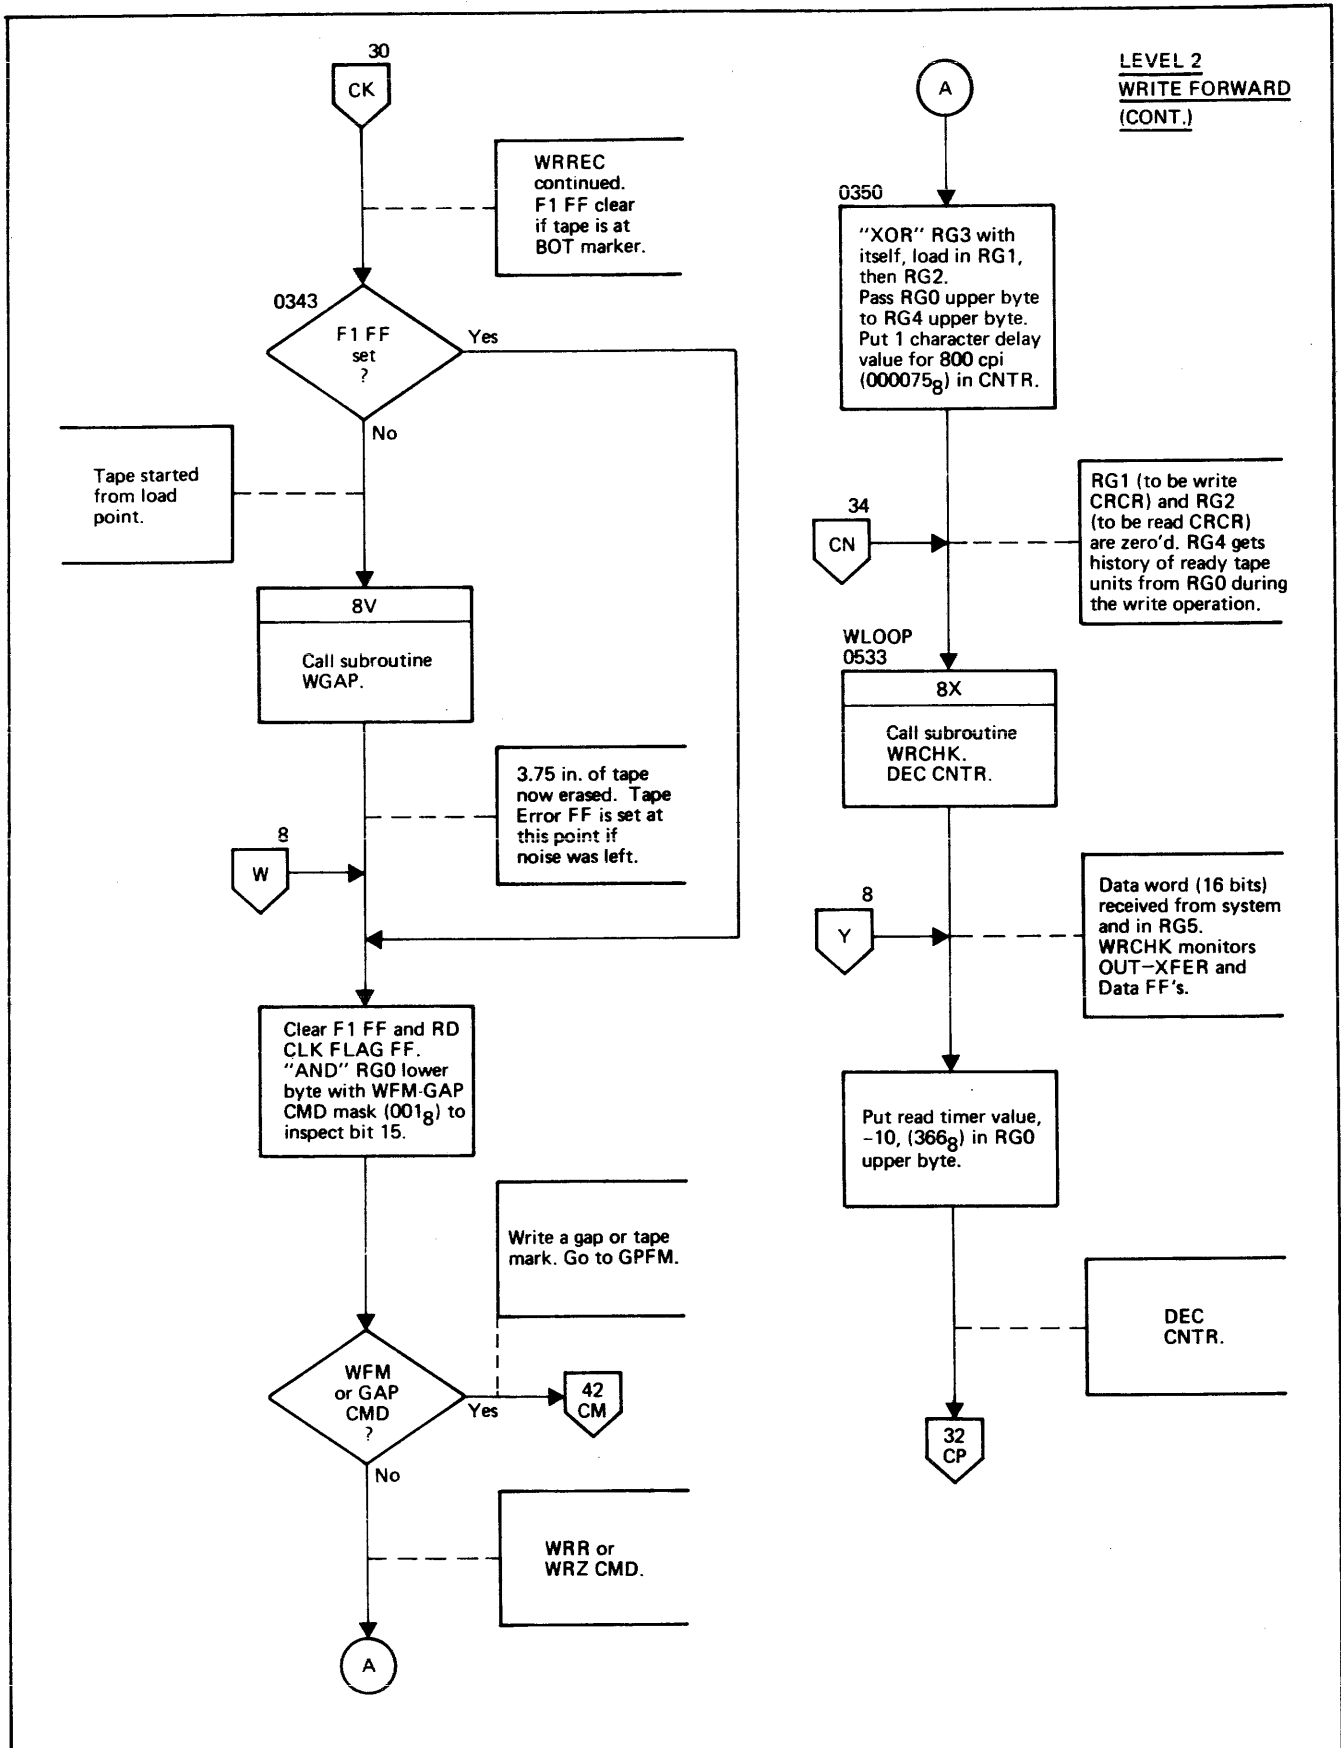 LEVEL 2
WRITE FORWARD
(CONT.)
30
CK
WRREC
continued.
F1 FF clear
if tape is at
BOT marker.
0343
F1 FF
set
?
Yes
No
Tape started
from load
point.
8V
Call subroutine
WGAP.
3.75 in. of tape
now erased. Tape
Error FF is set at
this point if
noise was left.
8
W
Clear F1 FF and RD
CLK FLAG FF.
"AND" RG0 lower
byte with WFM-GAP
CMD mask (001₈) to
inspect bit 15.
Write a gap or tape
mark. Go to GPFM.
WFM
or GAP
CMD
?
Yes
42
CM
No
WRR or
WRZ CMD.
A
A
0350
"XOR" RG3 with
itself, load in RG1,
then RG2.
Pass RG0 upper byte
to RG4 upper byte.
Put 1 character delay
value for 800 cpi
(000075₈) in CNTR.
34
CN
RG1 (to be write
CRCR) and RG2
(to be read CRCR)
are zero'd. RG4 gets
history of ready tape
units from RG0 during
the write operation.
WLOOP
0533
8X
Call subroutine
WRCHK.
DEC CNTR.
8
Y
Data word (16 bits)
received from system
and in RG5.
WRCHK monitors
OUT-XFER and
Data FF's.
Put read timer value,
-10, (366₈) in RG0
upper byte.
DEC
CNTR.
32
CP